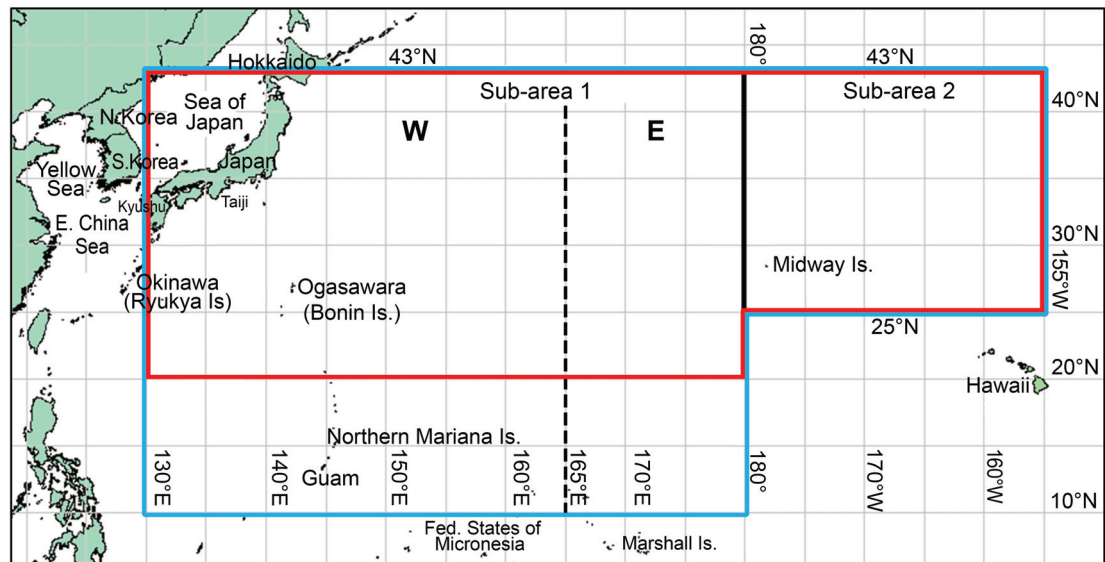 180°
43°N
43°N
Hokkaido
Sub-area 1
Sub-area 2
40°N
Sea of
Japan
N.Korea
W
E
S.Korea
Japan
Yellow
Sea
Kyushu
Taiji
E. China
Sea
30°N
Midway Is.
155°W
Okinawa
(Ryukya Is)
Ogasawara
(Bonin Is.)
25°N
20°N
Hawaii
Northern Mariana Is.
Guam
130°E
140°E
150°E
160°E
165°E
170°E
180°
170°W
160°W
10°N
Fed. States of
Micronesia
Marshall Is.